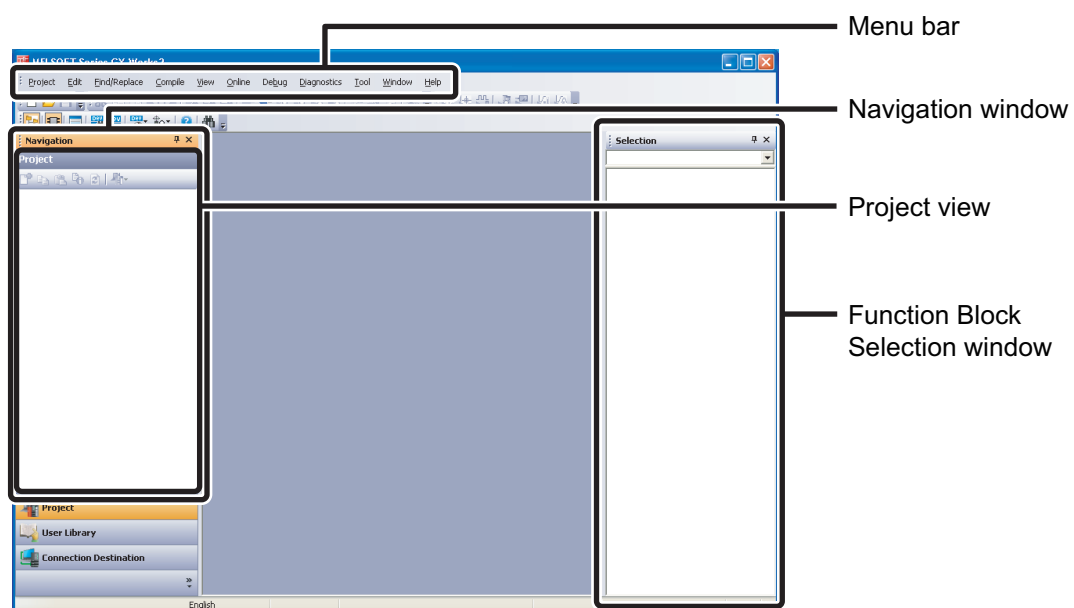 Menu bar
MELSOFT Series GX Works2
Project Edit Find/Replace Compile View Online Debug Diagnostics Tool Window Help
Navigation window
Navigation
Selection
Project
Project view
Function Block
Selection window
Project
User Library
Connection Destination
English